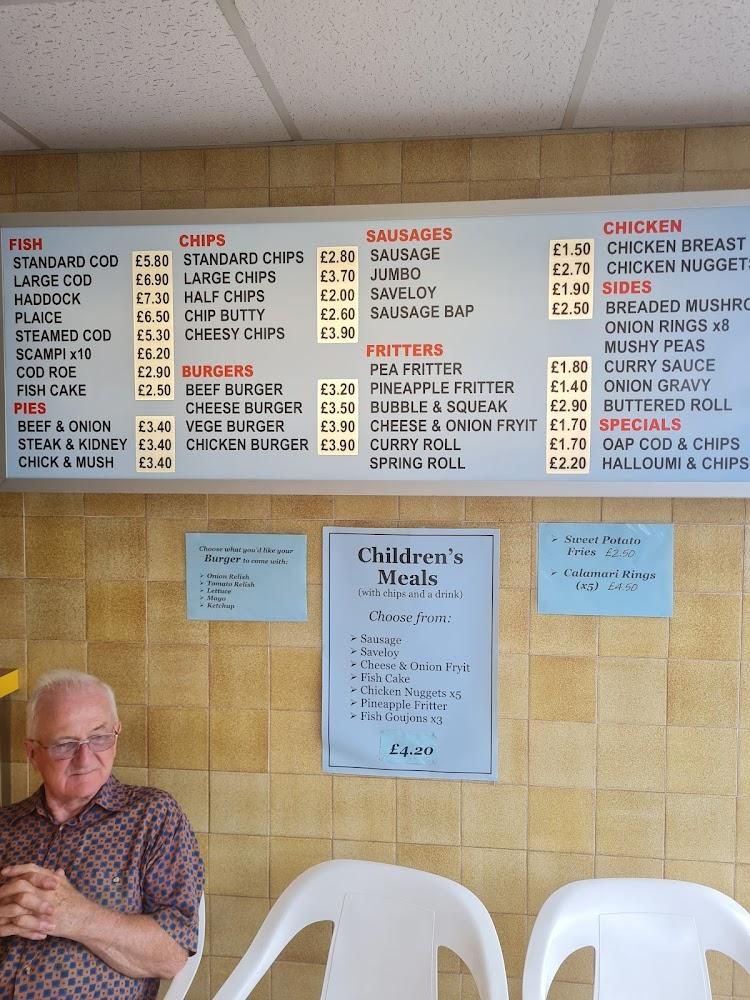 FISH
STANDARD COD £5.80
LARGE COD £6.90
HADDOCK £7.30
PLAICE £6.50
STEAMED COD £5.30
SCAMPI x10 £6.20
COD ROE £2.90
FISH CAKE £2.50
PIES
BEEF & ONION £3.40
STEAK & KIDNEY £3.40
CHICK & MUSH £3.40
CHIPS
STANDARD CHIPS £2.80
LARGE CHIPS £3.70
HALF CHIPS £2.00
CHIP BUTTY £2.60
CHEESY CHIPS £3.90
BURGERS
BEEF BURGER £3.20
CHEESE BURGER £3.50
VEGE BURGER £3.90
CHICKEN BURGER £3.90
SAUSAGES
SAUSAGE £1.50
JUMBO £2.70
SAVELOY £1.90
SAUSAGE BAP £2.50
FRITTERS
PEA FRITTER £1.80
PINEAPPLE FRITTER £1.40
BUBBLE & SQUEAK £2.90
CHEESE & ONION FRYIT £1.70
CURRY ROLL £1.70
SPRING ROLL £2.20
CHICKEN
CHICKEN BREAST
CHICKEN NUGGETS
SIDES
BREADED MUSHRO
ONION RINGS x8
MUSHY PEAS
CURRY SAUCE
ONION GRAVY
BUTTERED ROLL
SPECIALS
OAP COD & CHIPS
HALLOUMI & CHIPS
Choose what you'd like your
Burger to come with:
➢ Onion Relish
➢ Tomato Relish
➢ Lettuce
➢ Mayo
➢ Ketchup
Children's
Meals
(with chips and a drink)
Choose from:
➢ Sausage
➢ Saveloy
➢ Cheese & Onion Fryit
➢ Fish Cake
➢ Chicken Nuggets x5
➢ Pineapple Fritter
➢ Fish Goujons x3
£4.20
➢ Sweet Potato
Fries £2.50
➢ Calamari Rings
(x5) £4.50